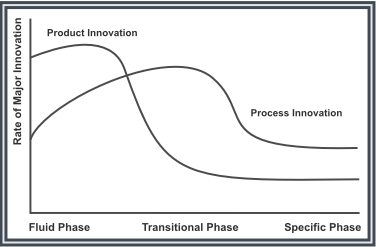 Product Innovation
Rate of Major Innovation
Process Innovation
Fluid Phase
Transitional Phase
Specific Phase